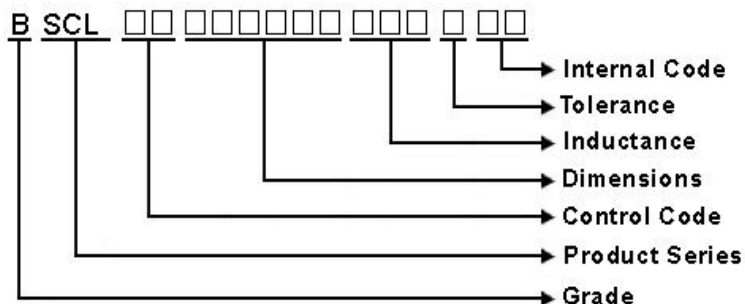 B SCL □□ □□□□□□ □□□ □ □□
Internal Code
Tolerance
Inductance
Dimensions
Control Code
Product Series
Grade